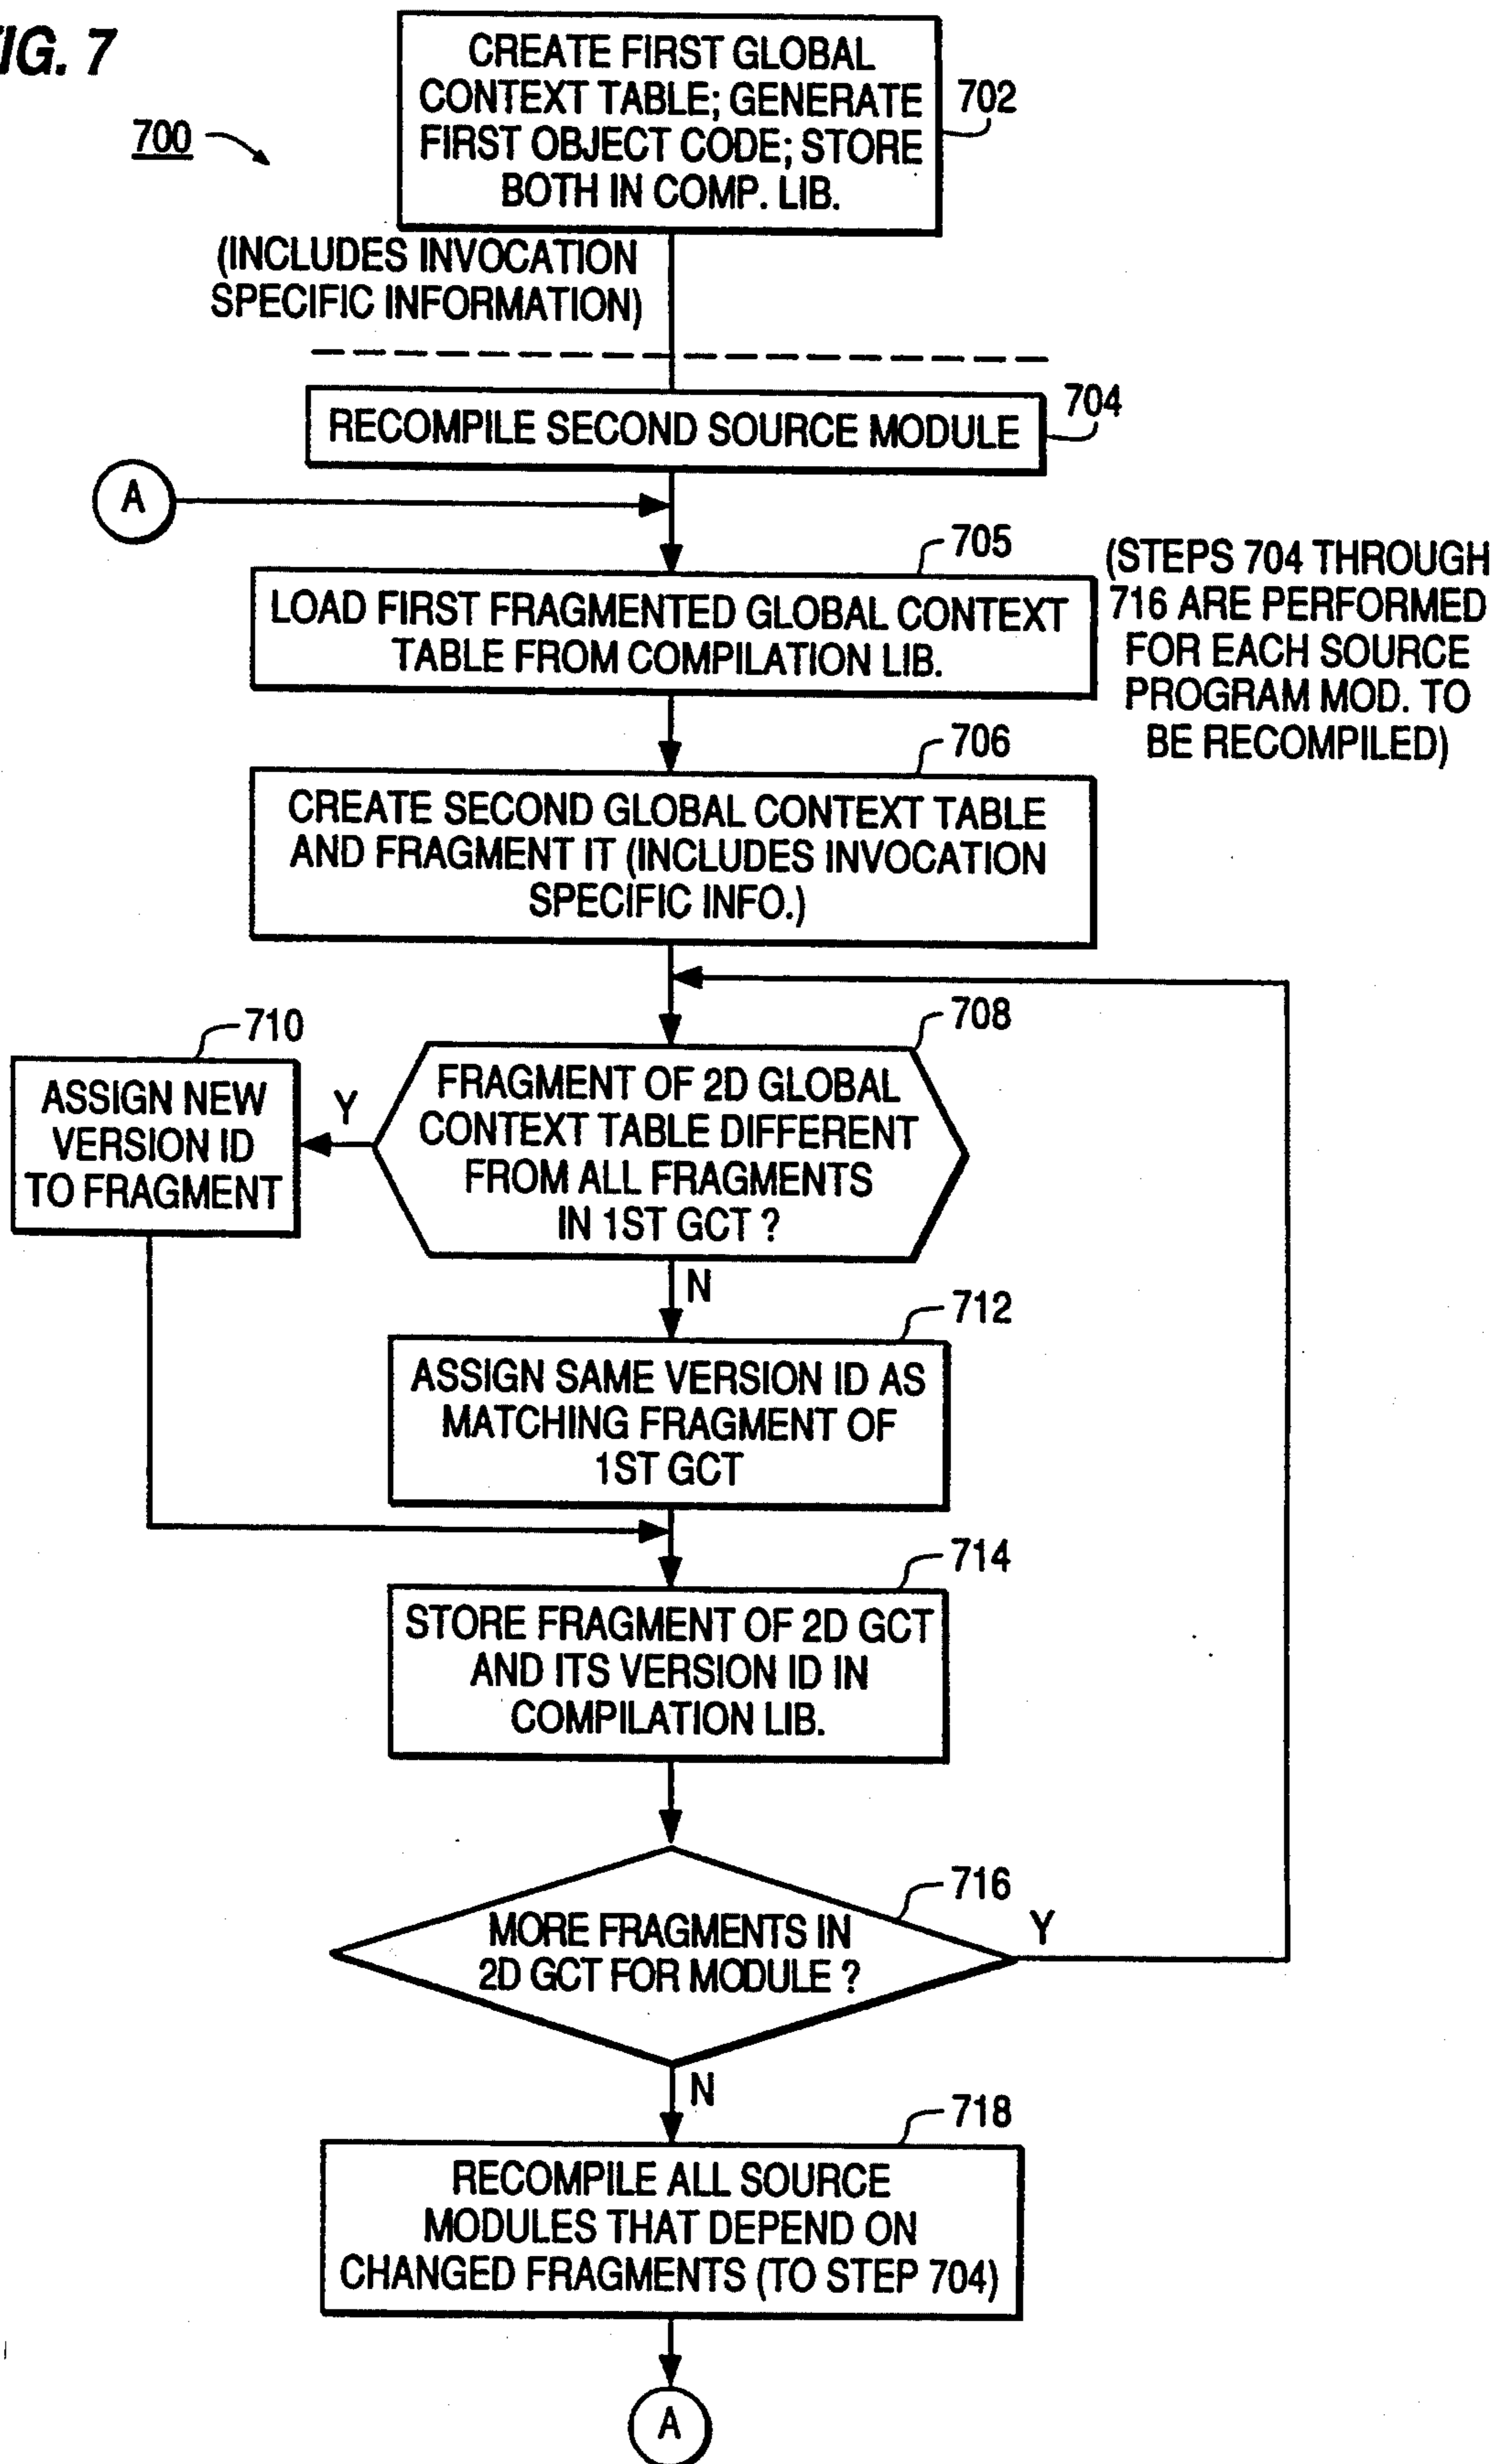 IG. 7
700
CREATE FIRST GLOBAL
CONTEXT TABLE; GENERATE
FIRST OBJECT CODE; STORE
BOTH IN COMP. LIB.
702
(INCLUDES INVOCATION
SPECIFIC INFORMATION)
RECOMPILE SECOND SOURCE MODULE
704
A
705
LOAD FIRST FRAGMENTED GLOBAL CONTEXT
TABLE FROM COMPILATION LIB.
(STEPS 704 THROUGH
716 ARE PERFORMED
FOR EACH SOURCE
PROGRAM MOD. TO
BE RECOMPILED)
706
CREATE SECOND GLOBAL CONTEXT TABLE
AND FRAGMENT IT (INCLUDES INVOCATION
SPECIFIC INFO.)
708
FRAGMENT OF 2D GLOBAL
CONTEXT TABLE DIFFERENT
FROM ALL FRAGMENTS
IN 1ST GCT ?
Y
710
ASSIGN NEW
VERSION ID
TO FRAGMENT
N
712
ASSIGN SAME VERSION ID AS
MATCHING FRAGMENT OF
1ST GCT
714
STORE FRAGMENT OF 2D GCT
AND ITS VERSION ID IN
COMPILATION LIB.
716
MORE FRAGMENTS IN
2D GCT FOR MODULE ?
Y
N
718
RECOMPILE ALL SOURCE
MODULES THAT DEPEND ON
CHANGED FRAGMENTS (TO STEP 704)
A